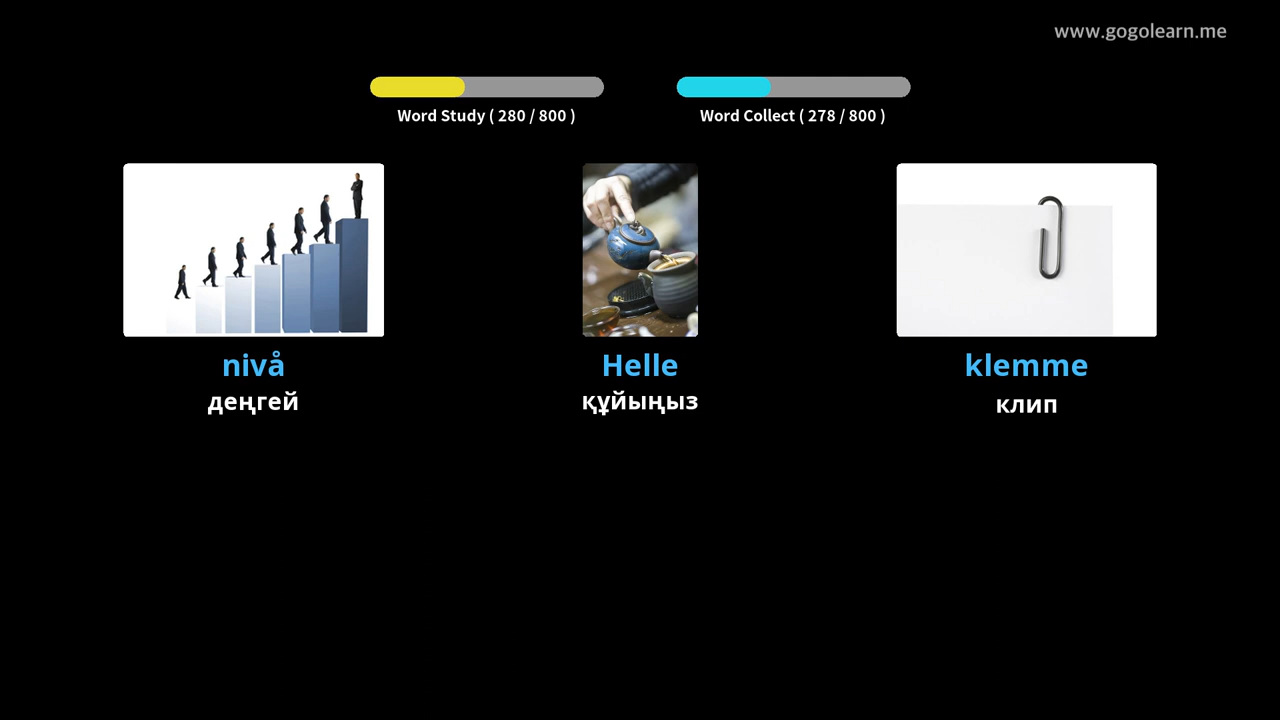 www.gogolearn.me
Word Study ( 280 / 800 )
Word Collect ( 278 / 800 )
nivå
Helle
klemme
деңгей
құйыңыз
клип